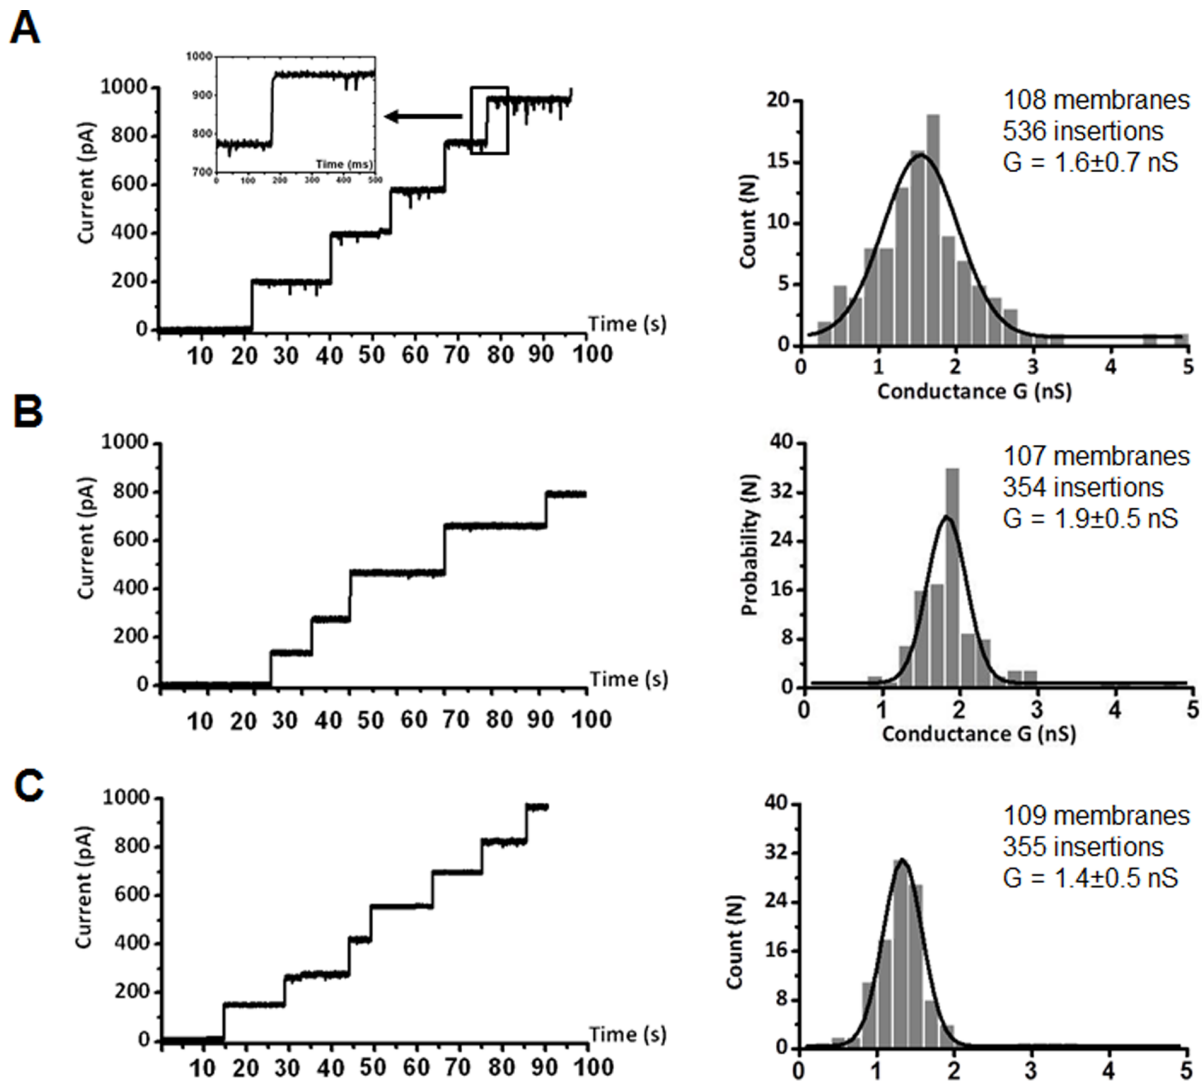 A
Current (pA)
1000
800
600
400
200
0
10 20 30 40 50 60 70 80 90 100
Time (s)
1000
900
800
700
0 100 200 300 400 500
Time (ms)
Count (N)
20
15
10
5
0
0 1 2 3 4 5
Conductance G (nS)
108 membranes
536 insertions
G = 1.6±0.7 nS
B
Current (pA)
1000
800
600
400
200
0
10 20 30 40 50 60 70 80 90 100
Time (s)
Probability (N)
40
32
24
16
8
0
0 1 2 3 4 5
Conductance G (nS)
107 membranes
354 insertions
G = 1.9±0.5 nS
C
Current (pA)
1000
800
600
400
200
0
10 20 30 40 50 60 70 80 90 100
Time (s)
Count (N)
40
32
24
16
8
0
0 1 2 3 4 5
109 membranes
355 insertions
G = 1.4±0.5 nS